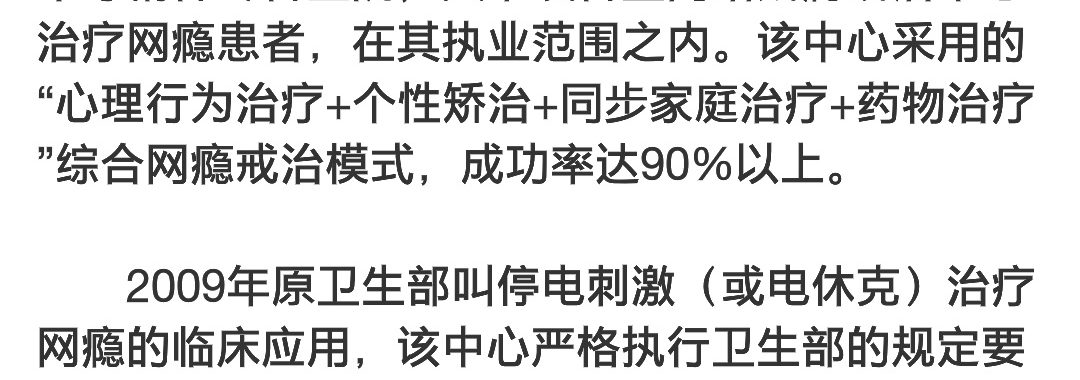 治疗网瘾患者，在其执业范围之内。该中心采用的
“心理行为治疗+个性矫治+同步家庭治疗+药物治疗
”综合网瘾戒治模式，成功率达90%以上。
2009年原卫生部叫停电刺激（或电休克）治疗
网瘾的临床应用，该中心严格执行卫生部的规定要